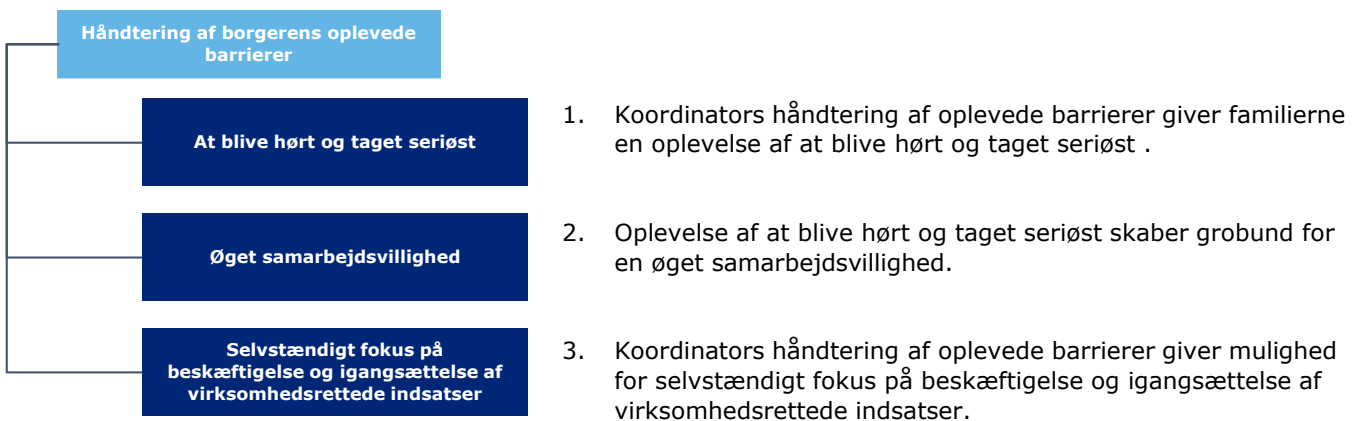 Håndtering af borgerens oplevede
barrierer
At blive hørt og taget seriøst
1. Koordinators håndtering af oplevede barrierer giver familierne
en oplevelse af at blive hørt og taget seriøst .
Øget samarbejdsvillighed
2. Oplevelse af at blive hørt og taget seriøst skaber grobund for
en øget samarbejdsvillighed.
Selvstændigt fokus på
beskæftigelse og igangsættelse af
virksomhedsrettede indsatser
3. Koordinators håndtering af oplevede barrierer giver mulighed
for selvstændigt fokus på beskæftigelse og igangsættelse af
virksomhedsrettede indsatser.